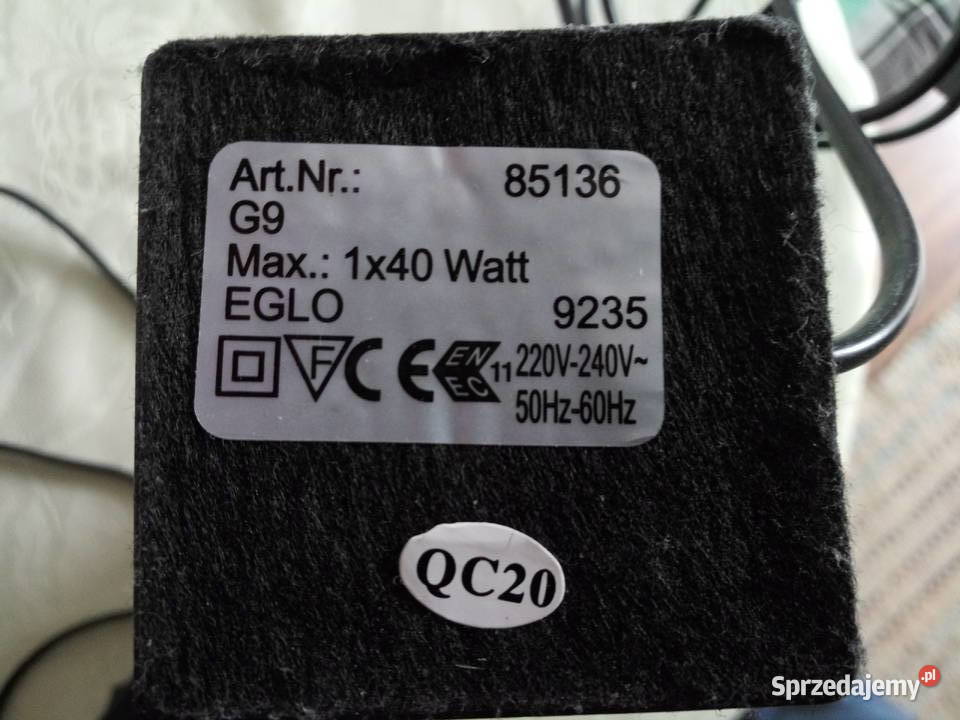 Art.Nr.: 85136
G9
Max.: 1x40 Watt
EGLO 9235
F CE EN EC 11 220V-240V~
50Hz-60Hz
QC20
Sprzedajemy.pl